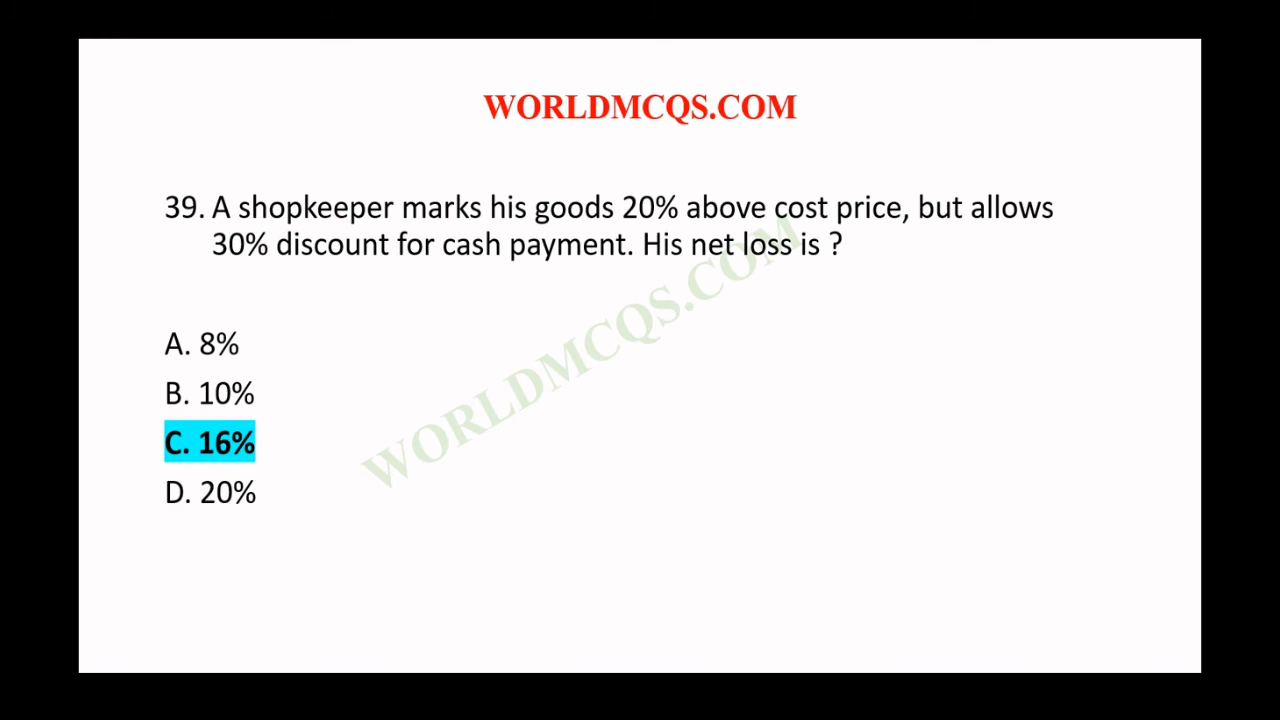 WORLDMCQS.COM
39. A shopkeeper marks his goods 20% above cost price, but allows
30% discount for cash payment. His net loss is ?
WORLDMCQS.COM
A. 8%
B. 10%
C. 16%
D. 20%